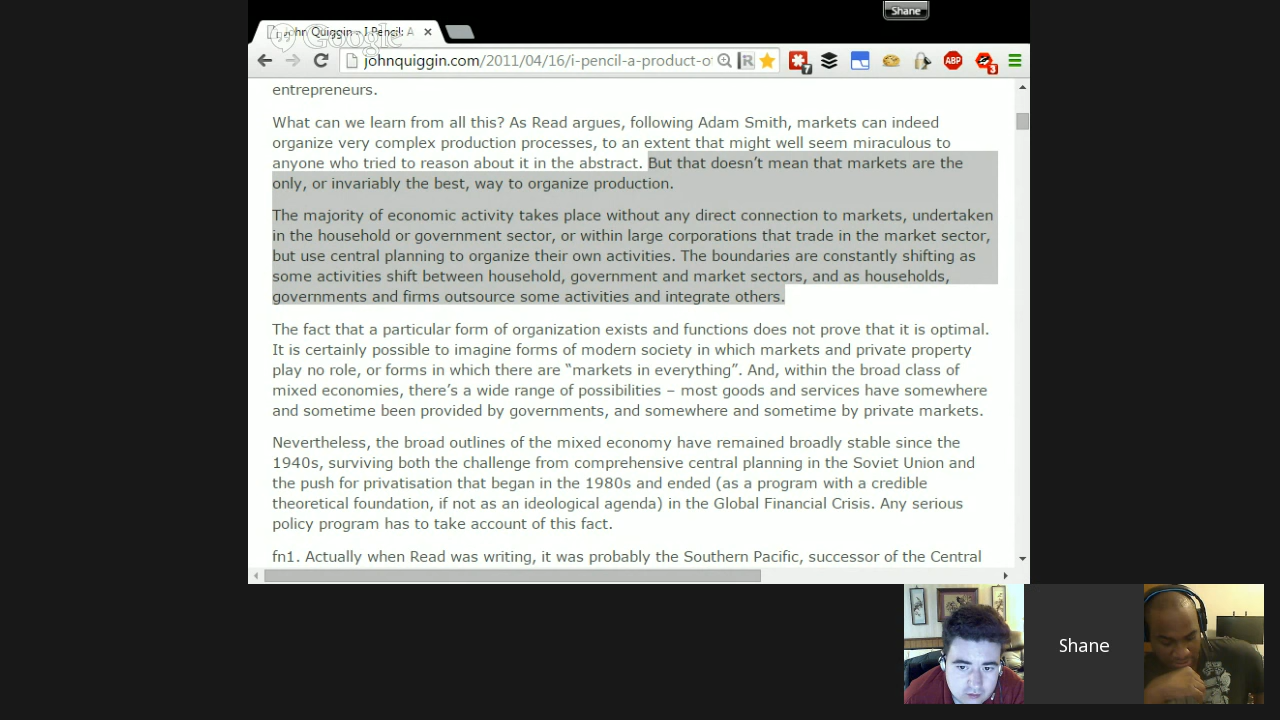 Shane
John Quiggin - I Pencil: A
Google
johnquiggin.com/2011/04/16/i-pencil-a-product-o
R
7
ABP
3
entrepreneurs.
What can we learn from all this? As Read argues, following Adam Smith, markets can indeed
organize very complex production processes, to an extent that might well seem miraculous to
anyone who tried to reason about it in the abstract. But that doesn’t mean that markets are the
only, or invariably the best, way to organize production.
The majority of economic activity takes place without any direct connection to markets, undertaken
in the household or government sector, or within large corporations that trade in the market sector,
but use central planning to organize their own activities. The boundaries are constantly shifting as
some activities shift between household, government and market sectors, and as households,
governments and firms outsource some activities and integrate others.
The fact that a particular form of organization exists and functions does not prove that it is optimal.
It is certainly possible to imagine forms of modern society in which markets and private property
play no role, or forms in which there are “markets in everything”. And, within the broad class of
mixed economies, there’s a wide range of possibilities – most goods and services have somewhere
and sometime been provided by governments, and somewhere and sometime by private markets.
Nevertheless, the broad outlines of the mixed economy have remained broadly stable since the
1940s, surviving both the challenge from comprehensive central planning in the Soviet Union and
the push for privatisation that began in the 1980s and ended (as a program with a credible
theoretical foundation, if not as an ideological agenda) in the Global Financial Crisis. Any serious
policy program has to take account of this fact.
fn1. Actually when Read was writing, it was probably the Southern Pacific, successor of the Central
Shane